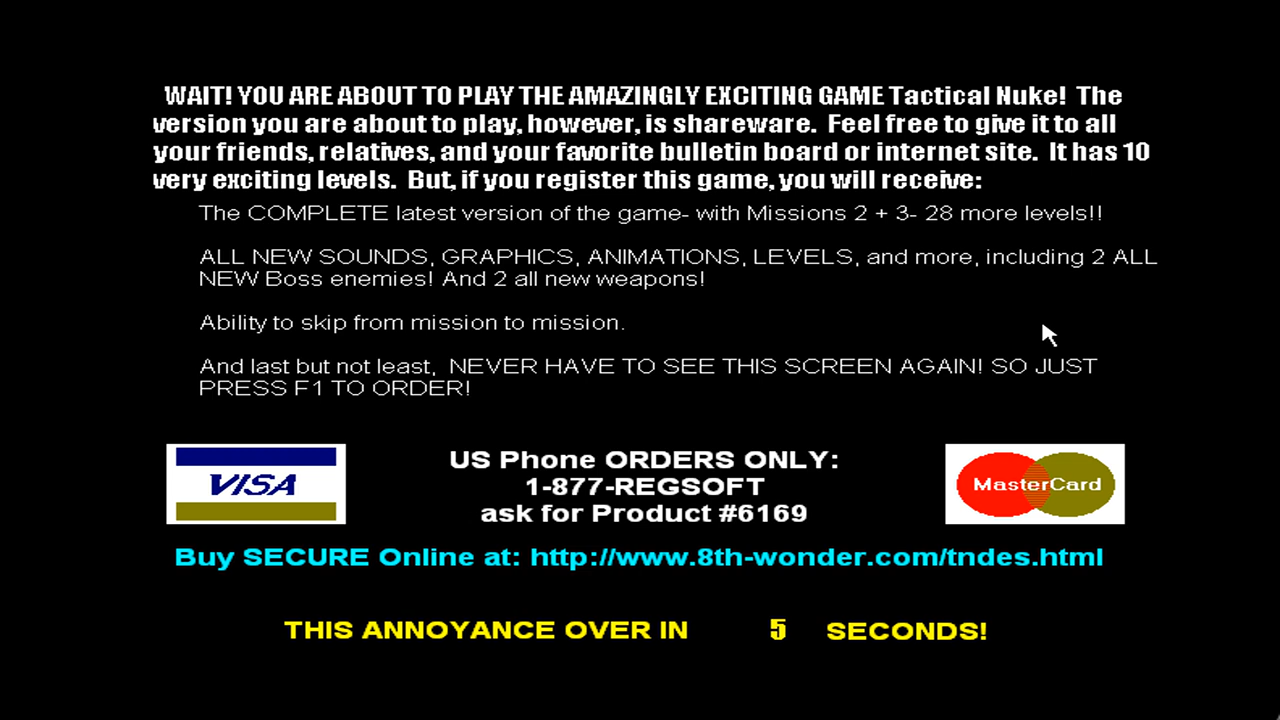 WAIT! YOU ARE ABOUT TO PLAY THE AMAZINGLY EXCITING GAME Tactical Nuke!  The
version you are about to play, however, is shareware.  Feel free to give it to all
your friends, relatives, and your favorite bulletin board or internet site.  It has 10
very exciting levels.  But, if you register this game, you will receive:
The COMPLETE latest version of the game- with Missions 2 + 3- 28 more levels!!
ALL NEW SOUNDS, GRAPHICS, ANIMATIONS, LEVELS, and more, including 2 ALL
NEW Boss enemies! And 2 all new weapons!
Ability to skip from mission to mission.
And last but not least,  NEVER HAVE TO SEE THIS SCREEN AGAIN! SO JUST
PRESS F1 TO ORDER!
VISA
US Phone ORDERS ONLY:
1-877-REGSOFT
ask for Product #6169
MasterCard
Buy SECURE Online at: http://www.8th-wonder.com/tndes.html
THIS ANNOYANCE OVER IN 5 SECONDS!